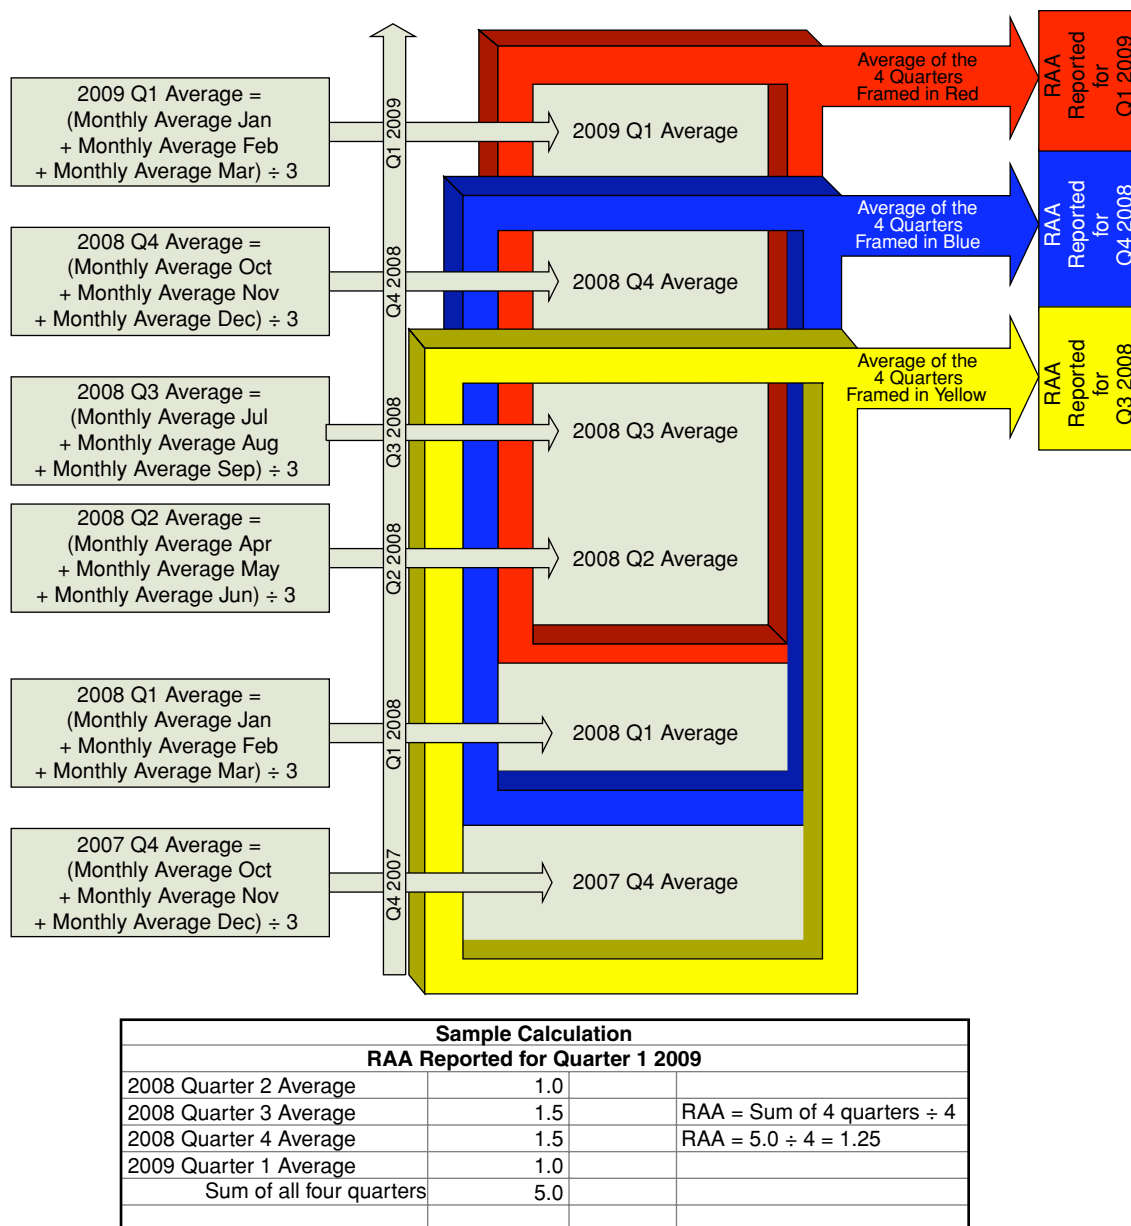 2009 Q1 Average =
(Monthly Average Jan
+ Monthly Average Feb
+ Monthly Average Mar) ÷ 3
2008 Q4 Average =
(Monthly Average Oct
+ Monthly Average Nov
+ Monthly Average Dec) ÷ 3
2008 Q3 Average =
(Monthly Average Jul
+ Monthly Average Aug
+ Monthly Average Sep) ÷ 3
2008 Q2 Average =
(Monthly Average Apr
+ Monthly Average May
+ Monthly Average Jun) ÷ 3
2008 Q1 Average =
(Monthly Average Jan
+ Monthly Average Feb
+ Monthly Average Mar) ÷ 3
2007 Q4 Average =
(Monthly Average Oct
+ Monthly Average Nov
+ Monthly Average Dec) ÷ 3
Q1 2009
Q4 2008
Q3 2008
Q2 2008
Q1 2008
Q4 2007
2009 Q1 Average
2008 Q4 Average
2008 Q3 Average
2008 Q2 Average
2008 Q1 Average
2007 Q4 Average
Average of the
4 Quarters
Framed in Red
Average of the
4 Quarters
Framed in Blue
Average of the
4 Quarters
Framed in Yellow
RAA
Reported
for
Q1 2009
RAA
Reported
for
Q4 2008
RAA
Reported
for
Q3 2008
Sample Calculation
RAA Reported for Quarter 1 2009
2008 Quarter 2 Average 1.0
2008 Quarter 3 Average 1.5 RAA = Sum of 4 quarters ÷ 4
2008 Quarter 4 Average 1.5 RAA = 5.0 ÷ 4 = 1.25
2009 Quarter 1 Average 1.0
Sum of all four quarters 5.0